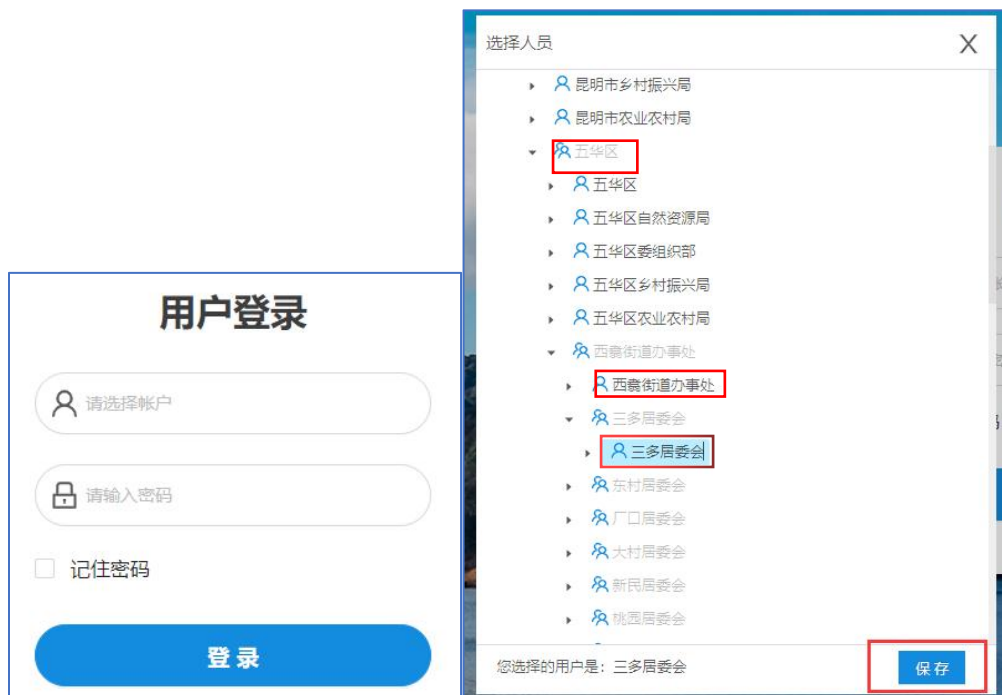 用户登录
请选择帐户
请输入密码
记住密码
登录
选择人员
X
昆明市乡村振兴局
昆明市农业农村局
五华区
五华区
五华区自然资源局
五华区委组织部
五华区乡村振兴局
五华区农业农村局
西翥街道办事处
西翥街道办事处
三多居委会
三多居委会
东村居委会
厂口居委会
大村居委会
新民居委会
桃园居委会
您选择的用户是：三多居委会
保存